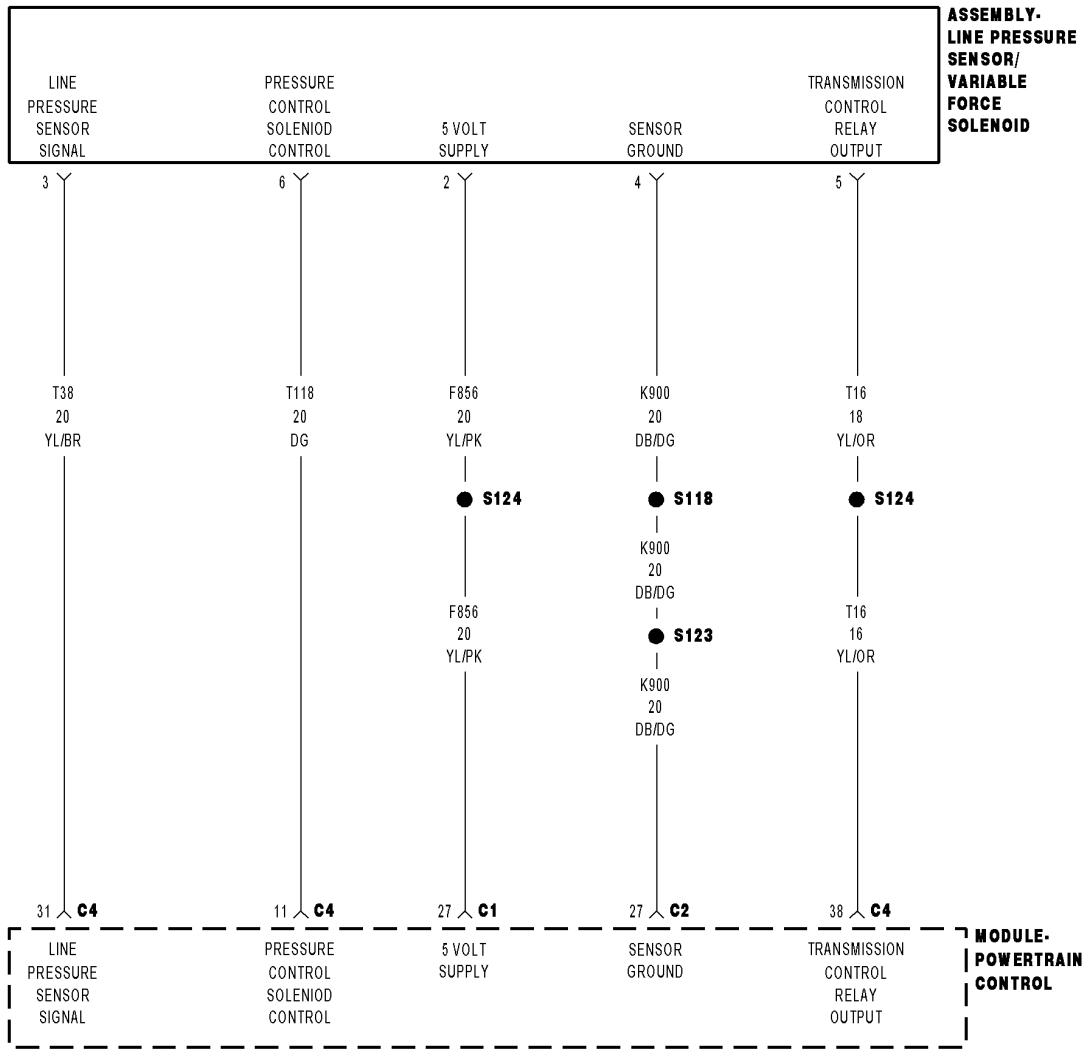 ASSEMBLY-
LINE PRESSURE
SENSOR/
VARIABLE
FORCE
SOLENOID
LINE
PRESSURE
SENSOR
SIGNAL
PRESSURE
CONTROL
SOLENIOD
CONTROL
5 VOLT
SUPPLY
SENSOR
GROUND
TRANSMISSION
CONTROL
RELAY
OUTPUT
3
6
2
4
5
T38
20
YL/BR
T118
20
DG
F856
20
YL/PK
K900
20
DB/DG
T16
18
YL/OR
S124
S118
S124
K900
20
DB/DG
F856
20
YL/PK
S123
T16
16
YL/OR
K900
20
DB/DG
31 C4
11 C4
27 C1
27 C2
38 C4
LINE
PRESSURE
SENSOR
SIGNAL
PRESSURE
CONTROL
SOLENIOD
CONTROL
5 VOLT
SUPPLY
SENSOR
GROUND
TRANSMISSION
CONTROL
RELAY
OUTPUT
MODULE-
POWERTRAIN
CONTROL